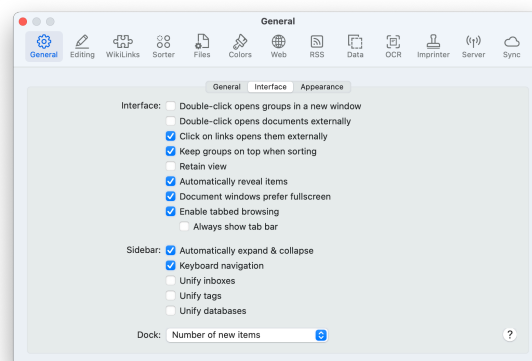 General
General Editing WikiLinks Sorter Files Colors Web RSS Data OCR Imprinter Server Sync
General Interface Appearance
Interface: Double-click opens groups in a new window
Double-click opens documents externally
Click on links opens them externally
Keep groups on top when sorting
Retain view
Automatically reveal items
Document windows prefer fullscreen
Enable tabbed browsing
Always show tab bar
Sidebar: Automatically expand & collapse
Keyboard navigation
Unify inboxes
Unify tags
Unify databases
Dock: Number of new items ?